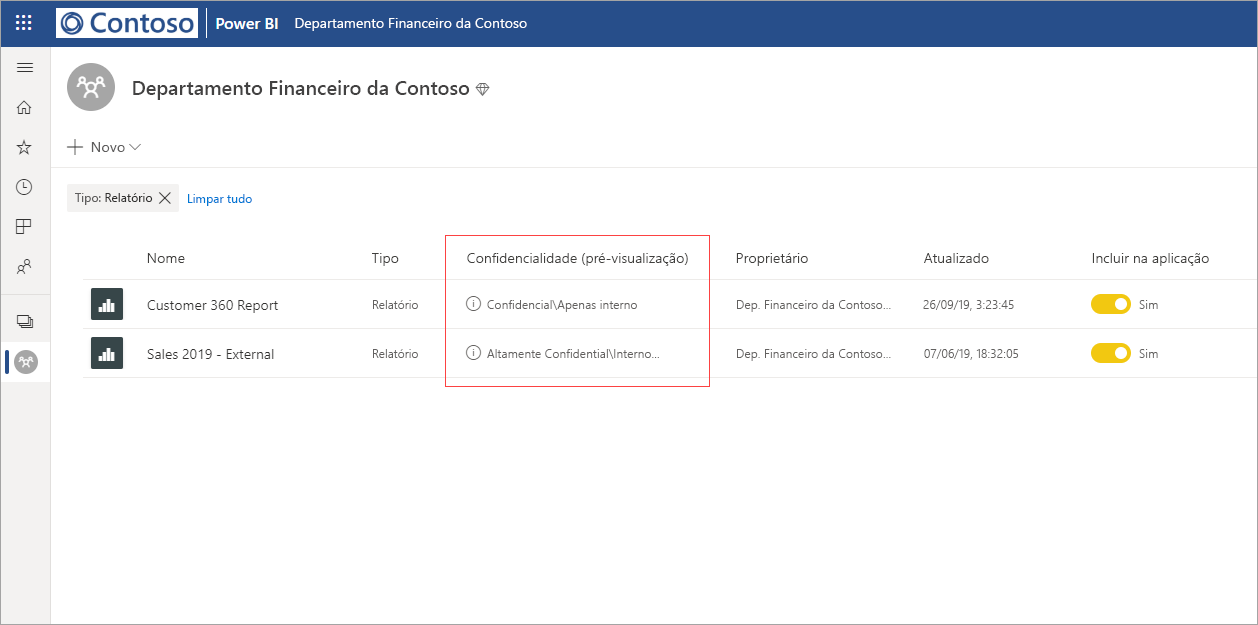 Contoso Power BI Departamento Financeiro da Contoso
Departamento Financeiro da Contoso
Novo
Tipo: Relatório Limpar tudo
Nome Tipo Confidencialidade (pré-visualização) Proprietário Atualizado Incluir na aplicação
Customer 360 Report Relatório Confidencial\Apenas interno Dep. Financeiro da Contoso... 26/09/19, 3:23:45 Sim
Sales 2019 - External Relatório Altamente Confidential\Interno... Dep. Financeiro da Contoso... 07/06/19, 18:32:05 Sim